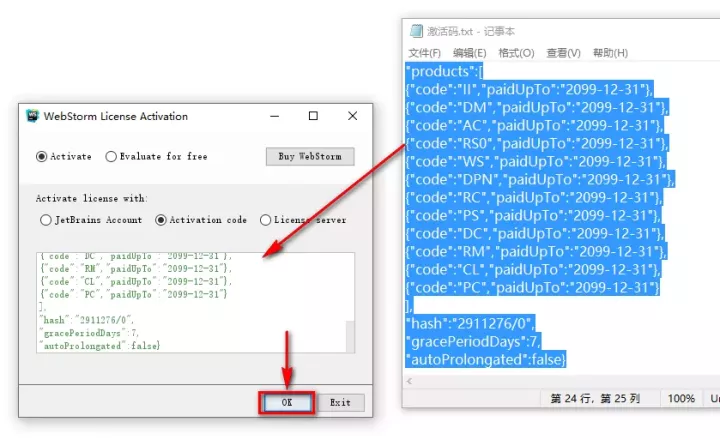 WebStorm License Activation
Activate
Evaluate for free
Buy WebStorm
Activate license with:
JetBrains Account
Activation code
License server
{"code":"DC","paidUpTo":"2099-12-31"},
{"code":"RM","paidUpTo":"2099-12-31"},
{"code":"CL","paidUpTo":"2099-12-31"},
{"code":"PC","paidUpTo":"2099-12-31"}
],
"hash":"2911276/0",
"gracePeriodDays":7,
"autoProlongated":false}
OK
Exit
激活码.txt - 记事本
文件(F) 编辑(E) 格式(O) 查看(V) 帮助(H)
"products":[
{"code":"II","paidUpTo":"2099-12-31"},
{"code":"DM","paidUpTo":"2099-12-31"},
{"code":"AC","paidUpTo":"2099-12-31"},
{"code":"RS0","paidUpTo":"2099-12-31"},
{"code":"WS","paidUpTo":"2099-12-31"},
{"code":"DPN","paidUpTo":"2099-12-31"},
{"code":"RC","paidUpTo":"2099-12-31"},
{"code":"PS","paidUpTo":"2099-12-31"},
{"code":"DC","paidUpTo":"2099-12-31"},
{"code":"RM","paidUpTo":"2099-12-31"},
{"code":"CL","paidUpTo":"2099-12-31"},
{"code":"PC","paidUpTo":"2099-12-31"}
],
"hash":"2911276/0",
"gracePeriodDays":7,
"autoProlongated":false}
第 24 行，第 25 列 100%